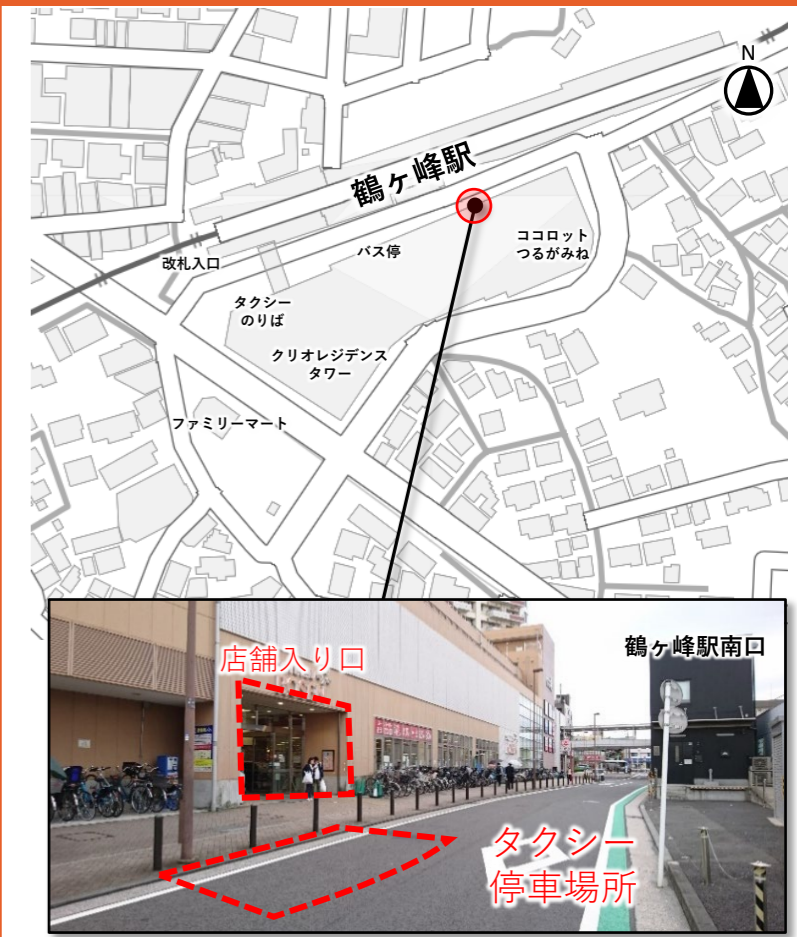 N
鶴ヶ峰駅
改札入口
バス停
ココロット
つるがみね
タクシー
のりば
クリオレジデンス
タワー
ファミリーマート
店舗入り口
鶴ヶ峰駅南口
タクシー
停車場所